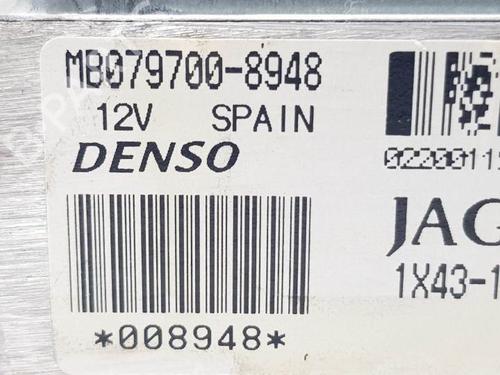 MB079700-8948
12V SPAIN
DENSO
*008948*
JAG
1X43-1